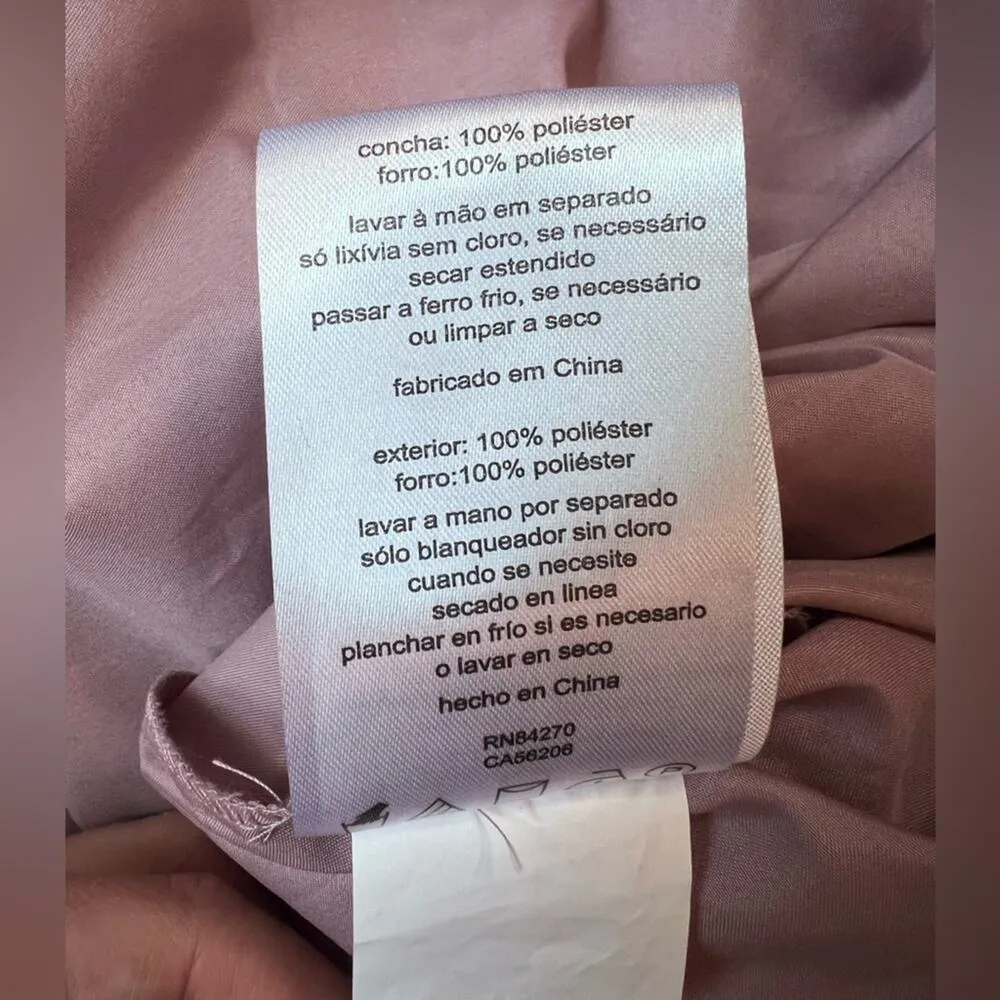 concha: 100% poliéster
forro:100% poliéster
lavar à mão em separado
só lixívia sem cloro, se necessário
secar estendido
passar a ferro frio, se necessário
ou limpar a seco
fabricado em China
exterior: 100% poliéster
forro:100% poliéster
lavar a mano por separado
sólo blanqueador sin cloro
cuando se necesite
secado en linea
planchar en frío si es necesario
o lavar en seco
hecho en China
RN84270
CA56206